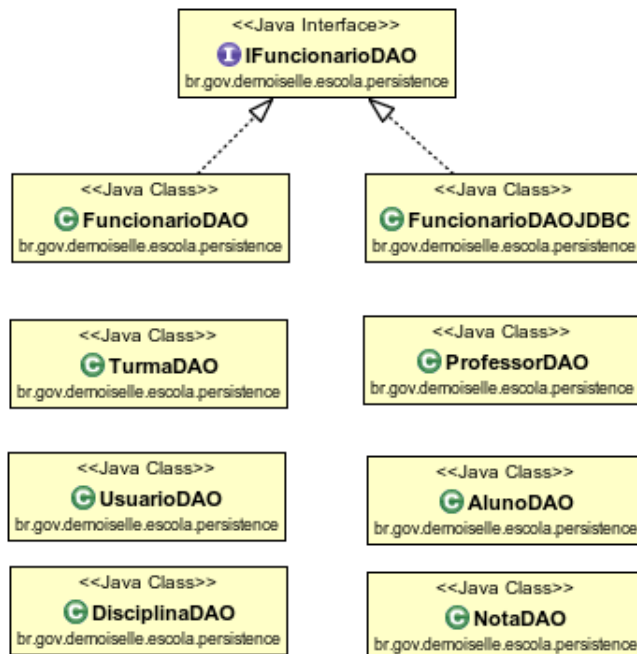 <<Java Interface>>
I IFuncionarioDAO
br.gov.demoiselle.escola.persistence
<<Java Class>>
C FuncionarioDAO
br.gov.demoiselle.escola.persistence
<<Java Class>>
C FuncionarioDAOJDBC
br.gov.demoiselle.escola.persistence
<<Java Class>>
C TurmaDAO
br.gov.demoiselle.escola.persistence
<<Java Class>>
C ProfessorDAO
br.gov.demoiselle.escola.persistence
<<Java Class>>
C UsuarioDAO
br.gov.demoiselle.escola.persistence
<<Java Class>>
C AlunoDAO
br.gov.demoiselle.escola.persistence
<<Java Class>>
C DisciplinaDAO
br.gov.demoiselle.escola.persistence
<<Java Class>>
C NotaDAO
br.gov.demoiselle.escola.persistence